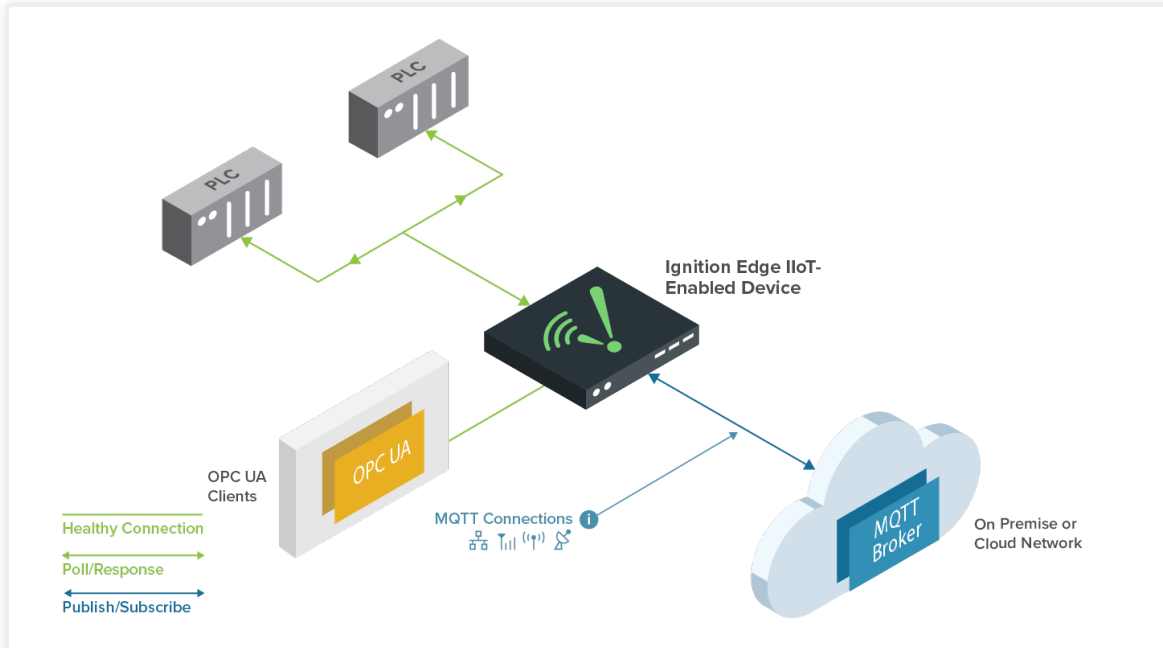 PLC
PLC
Ignition Edge IIoT-
Enabled Device
OPC UA
OPC UA
Clients
MQTT Connections i
MQTT
Broker
On Premise or
Cloud Network
Healthy Connection
Poll/Response
Publish/Subscribe